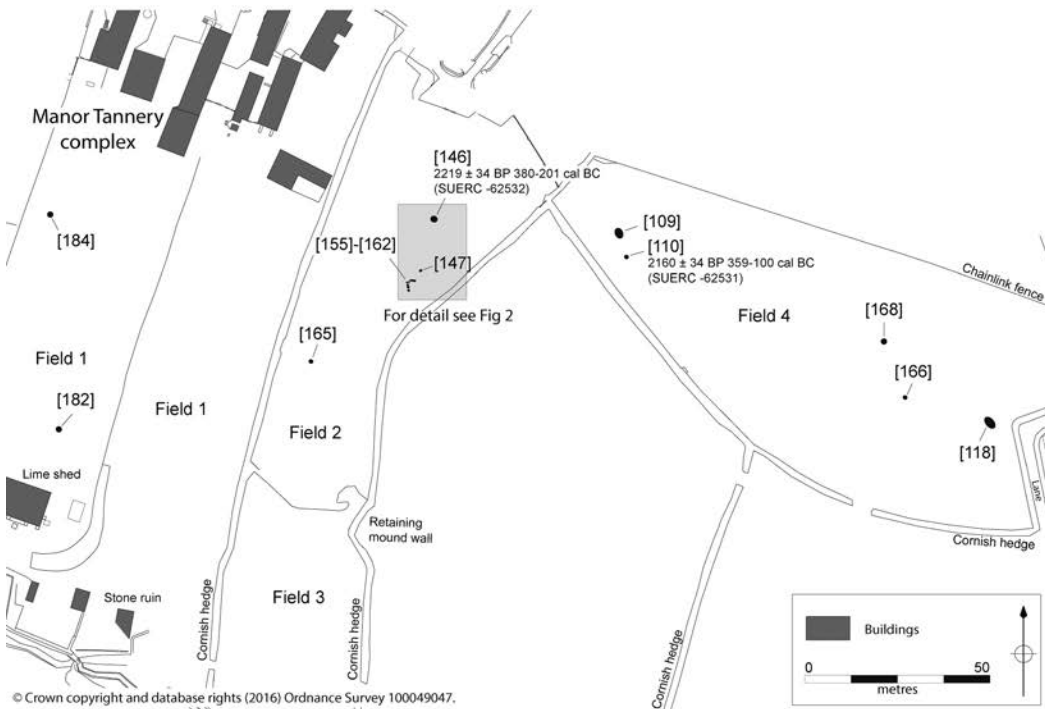 Manor Tannery
complex
[146]
2219 ± 34 BP 380-201 cal BC
(SUERC -62532)
[184]
[155]-[162]
[147]
[109]
[110]
2160 ± 34 BP 359-100 cal BC
(SUERC -62531)
Chainlink fence
For detail see Fig 2
Field 4
[168]
[165]
Field 1
[166]
[182]
Field 1
Field 2
[118]
Lime shed
Lane
Retaining
mound wall
Cornish hedge
Stone ruin
Field 3
Cornish hedge
Cornish hedge
Cornish hedge
Buildings
0
50
metres
© Crown copyright and database rights (2016) Ordnance Survey 100049047.